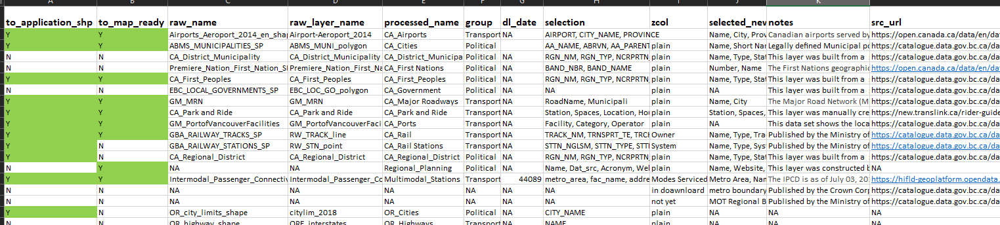 A B C D E F G H I J K
to_application_shp to_map_ready raw_name raw_layer_name processed_name group dl_date selection zcol selected_new notes src_url
Y Y Airports_Aeroport_2014_en_shap Airport-Aeroport_2014 CA_Airports Transport NA AIRPORT, CITY_NAME, PROVINCE Name, City, Prov Canadian airports served by https://open.canada.ca/data/en/dat
Y Y ABMS_MUNICIPALITIES_SP ABMS_MUNI_polygon CA_Cities Political AA_NAME, ABRVN, AA_PARENT plain Name, Short Nam Legally defined Municipal po https://catalogue.data.gov.bc.ca/da
N N CA_District_Municipality CA_District_Municipality CA_District_Municipa Political NA RGN_NM, RGN_TYP, NCRPRTN plain Name, Type, Stat This layer was built from a https://catalogue.data.gov.bc.ca/da
N N Premiere_Nation_First_Nation_S Premiere_Nation_First_Na CA_First Nations Political NA BAND_NBR, BAND_NAME plain Number, Name The First Nations geographic https://open.canada.ca/data/en/dat
Y Y CA_First_Peoples CA_First_Peoples CA_First_Peoples Political NA RGN_NM, RGN_TYP, NCRPRTN plain Name, Type, Stat This layer was built from a https://catalogue.data.gov.bc.ca/da
N N EBC_LOCAL_GOVERNMENTS_SP EBC_LOC_GO_polygon CA_Government Political NA NA plain NA This layer was built from a https://catalogue.data.gov.bc.ca/da
Y Y GM_MRN GM_MRN CA_Major Roadways Transport NA RoadName, Municipali plain Name, City The Major Road Network (M https://catalogue.data.gov.bc.ca/da
Y Y CA_Park and Ride CA_Park and Ride CA_Park and Ride Transport NA Station, Spaces, Location, Hou plain Station, Spaces, This layer was manually cre https://new.translink.ca/rider-guide
Y Y GM_PortofVancouverFacilities GM_PortofVancouverFaci CA_Ports Transport NA Facility, Category, Operator plain NA This data set shows the loca https://catalogue.data.gov.bc.ca/da
Y Y GBA_RAILWAY_TRACKS_SP RW_TRACK_line CA_Rail Transport NA TRACK_NM, TRNSPRT_TE, TRCK Owner Name, Type, Tra Published by the Ministry of https://catalogue.data.gov.bc.ca/da
Y N GBA_RAILWAY_STATIONS_SP RW_STN_point CA_Rail Stations Transport NA STTN_NGLSM, STTN_TYPE, STTN System Name, Type, Sys Published by the Ministry of https://catalogue.data.gov.bc.ca/da
Y N CA_Regional_District CA_Regional_District CA_Regional_District Political NA RGN_NM, RGN_TYP, NCRPRTN plain Name, Type, Stat This layer was built from a https://catalogue.data.gov.bc.ca/da
N Y NA NA Regional_Planning Political NA Name, Dat_src, Acronym, Wel plain Name, Website, This layer was constructed b NA
Y Y Intermodal_Passenger_Connectiv Intermodal_Passenger_Co Multimodal_Stations Transport 44089 metro_area, fac_name, addre Modes Serviced Metro Area, Nam The IPCD is as of July 03, 20 https://hifld-geoplatform.opendata.
N N NA NA NA NA NA in doawnloard metro boundary Published by the Crown Corp https://catalogue.data.gov.bc.ca/da
N N NA NA NA NA NA not yet MOT Regional B Published by the Ministry of https://catalogue.data.gov.bc.ca/da
Y N OR_city_limits_shape citylim_2018 OR_Cities Political NA CITY_NAME plain NA NA NA
N N OR_highway_shape ORE_interstates OR_Highways Transport NA NAME plain NA NA NA